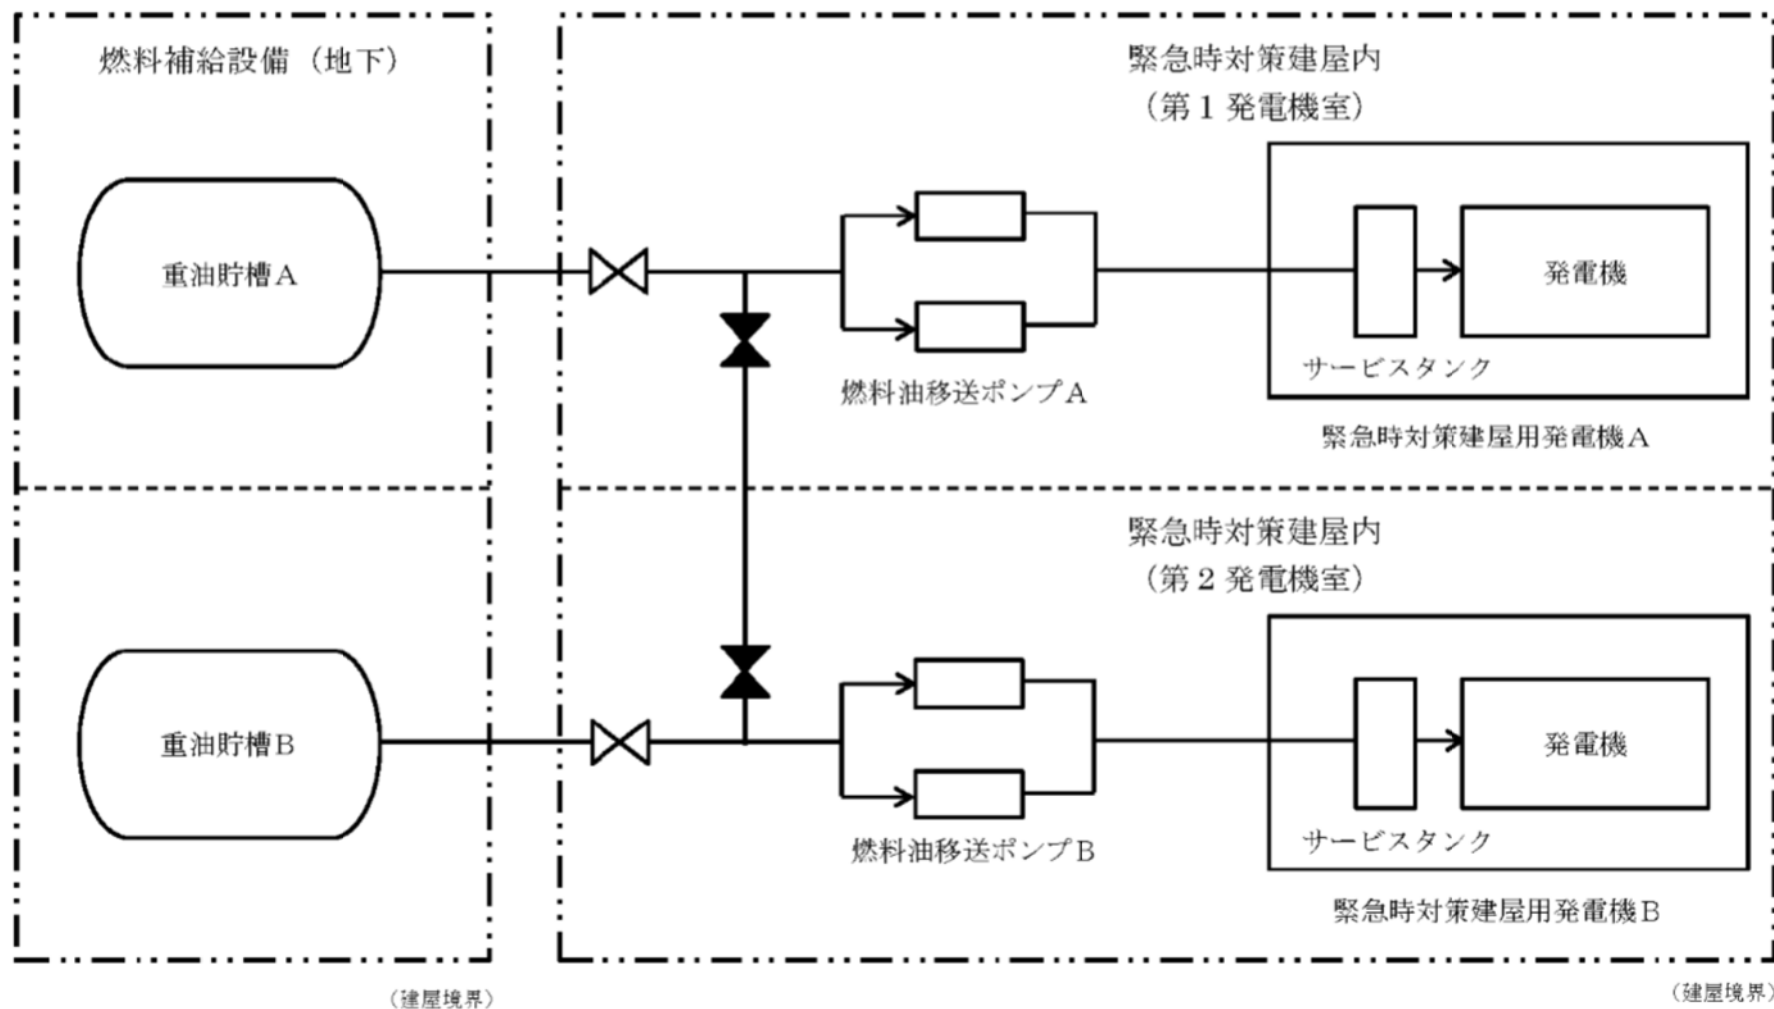 燃料補給設備（地下）
緊急時対策建屋内
（第１発電機室）
重油貯槽Ａ
発電機
サービスタンク
燃料油移送ポンプＡ
緊急時対策建屋用発電機Ａ
緊急時対策建屋内
（第２発電機室）
重油貯槽Ｂ
発電機
サービスタンク
燃料油移送ポンプＢ
緊急時対策建屋用発電機Ｂ
（建屋境界）
（建屋境界）